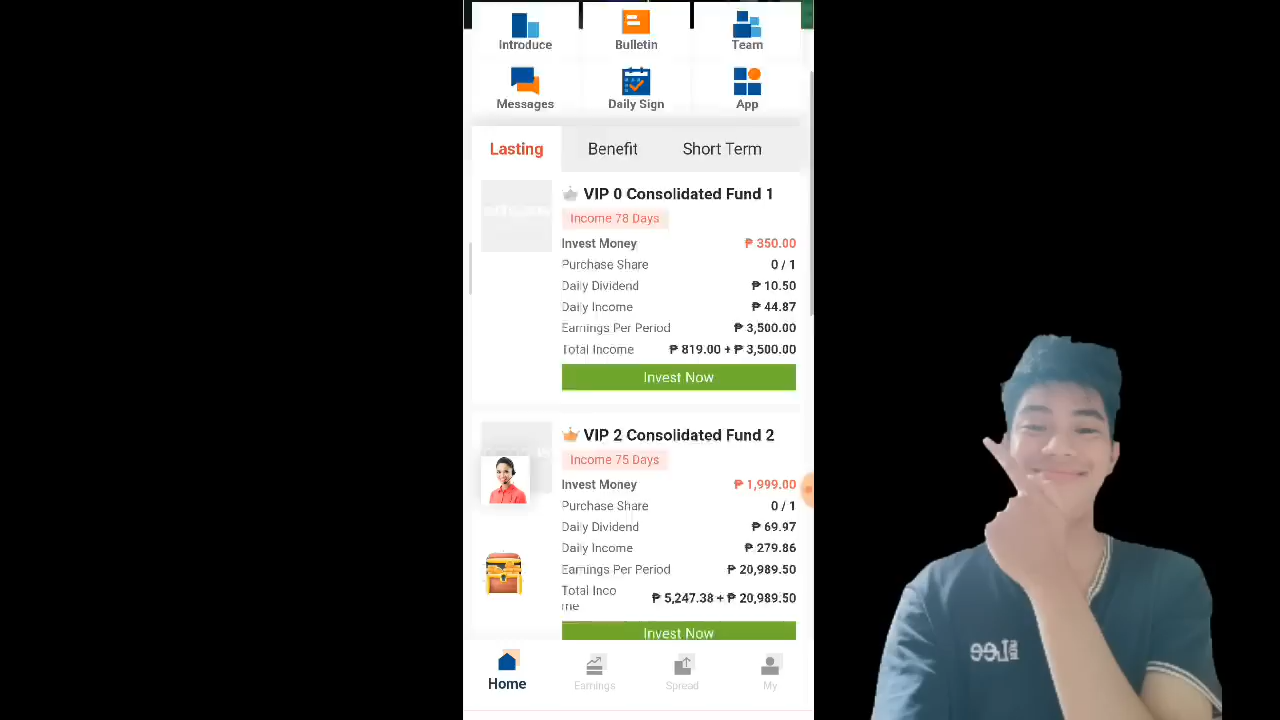 Introduce
Bulletin
Team
Messages
Daily Sign
App
Lasting
Benefit
Short Term
VIP 0 Consolidated Fund 1
Income 78 Days
Invest Money ₱ 350.00
Purchase Share 0 / 1
Daily Dividend ₱ 10.50
Daily Income ₱ 44.87
Earnings Per Period ₱ 3,500.00
Total Income ₱ 819.00 + ₱ 3,500.00
Invest Now
VIP 2 Consolidated Fund 2
Income 75 Days
Invest Money ₱ 1,999.00
Purchase Share 0 / 1
Daily Dividend ₱ 69.97
Daily Income ₱ 279.86
Earnings Per Period ₱ 20,989.50
Total Inco
me ₱ 5,247.38 + ₱ 20,989.50
Invest Now
Home
Earnings
Spread
My
Lee